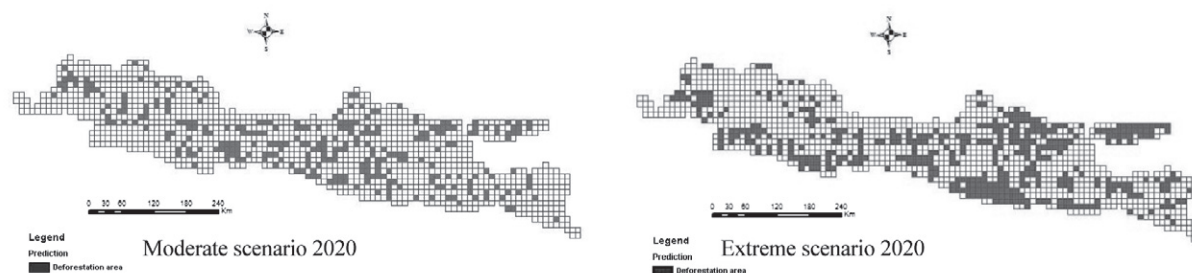 N
W E
S
0 30 60 120 180 240
Km
Legend
Prediction
Deforestation area
Moderate scenario 2020
N
W E
S
0 30 60 120 180 240
Km
Legend
Prediction
Deforestation area
Extreme scenario 2020